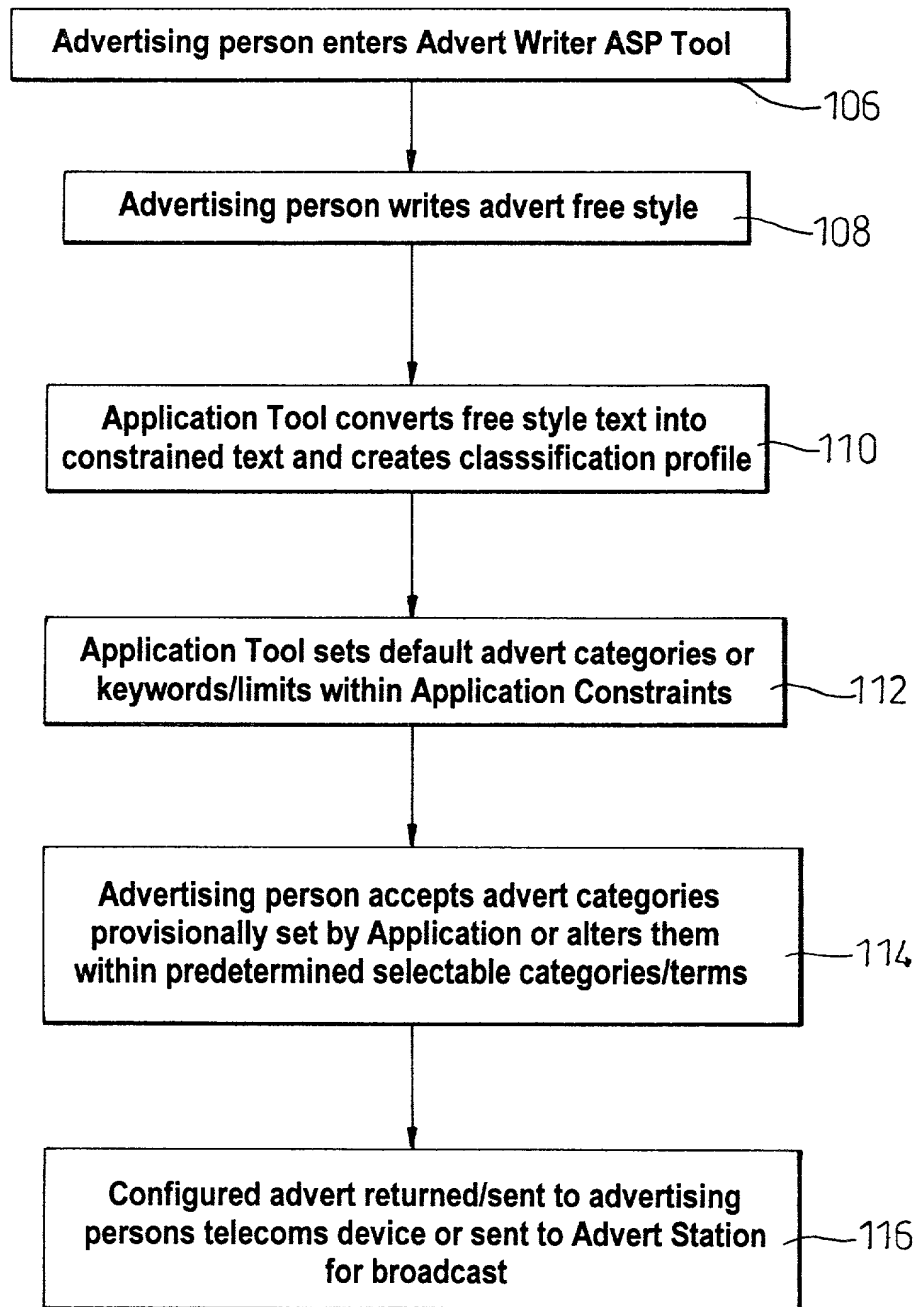 Advertising person enters Advert Writer ASP Tool
106
Advertising person writes advert free style
108
Application Tool converts free style text into
constrained text and creates classsification profile
110
Application Tool sets default advert categories or
keywords/limits within Application Constraints
112
Advertising person accepts advert categories
provisionally set by Application or alters them
within predetermined selectable categories/terms
114
Configured advert returned/sent to advertising
persons telecoms device or sent to Advert Station
for broadcast
116